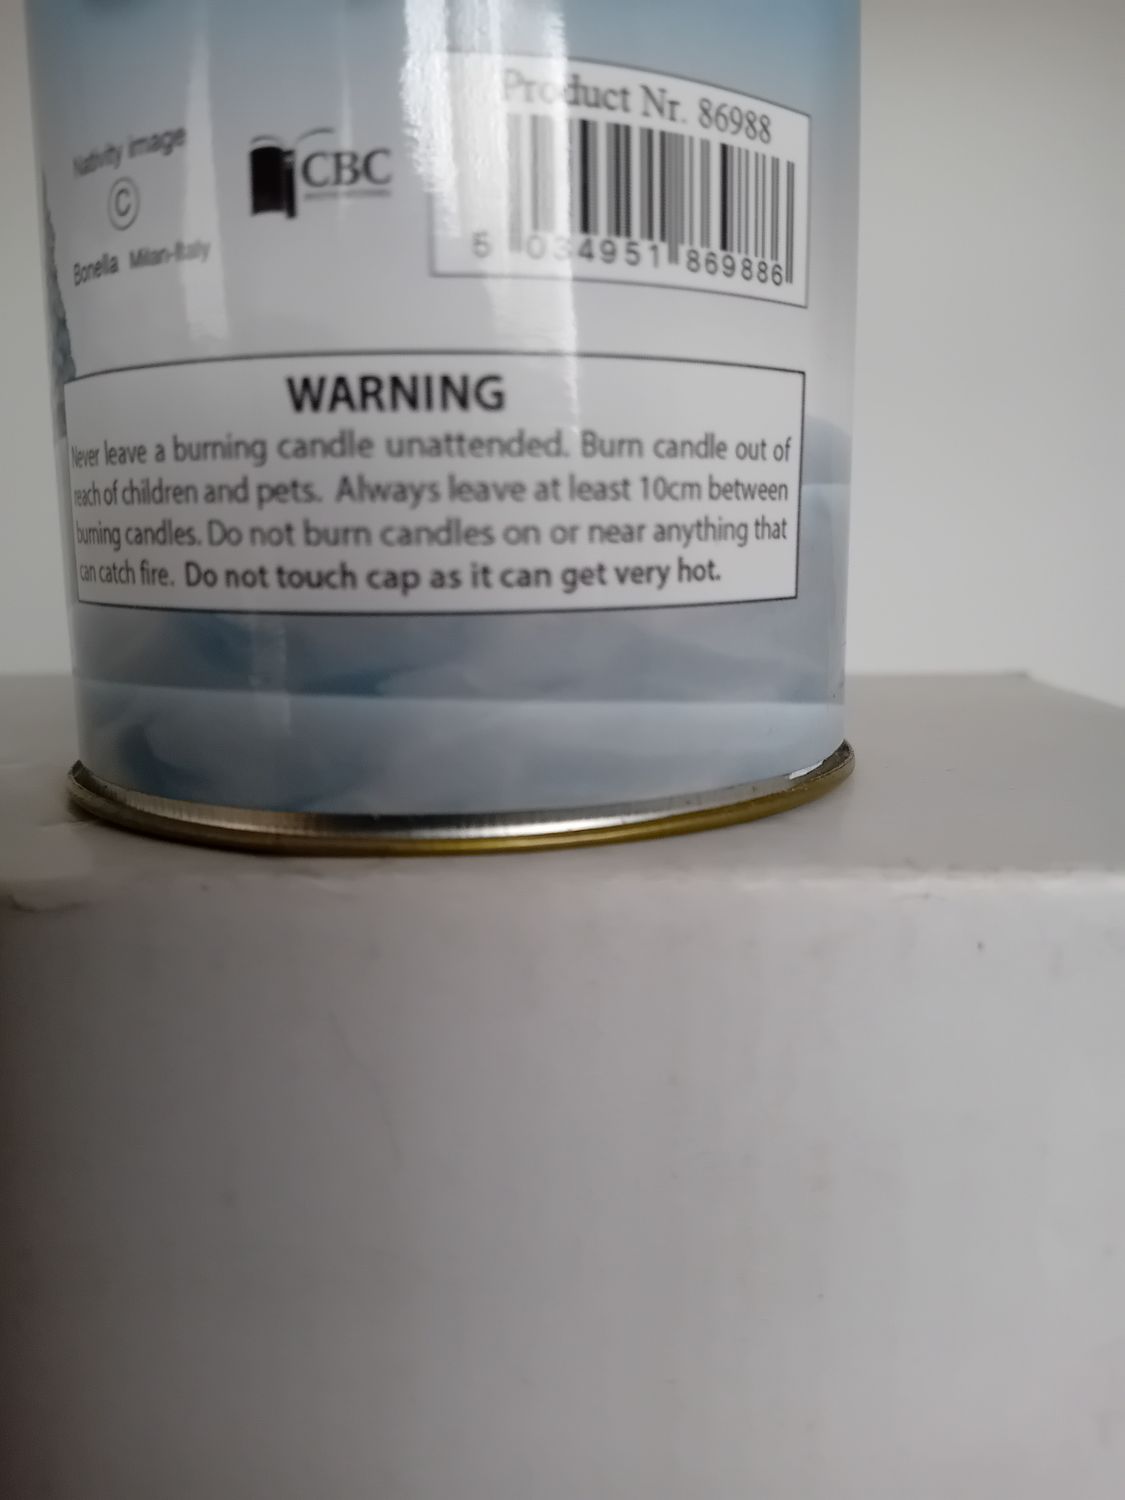 Product Nr. 86988
Nativity image
©
Bonella Milan-Italy
CBC
5 034951 869886
WARNING
Never leave a burning candle unattended. Burn candle out of
reach of children and pets. Always leave at least 10cm between
burning candles. Do not burn candles on or near anything that
can catch fire. Do not touch cap as it can get very hot.